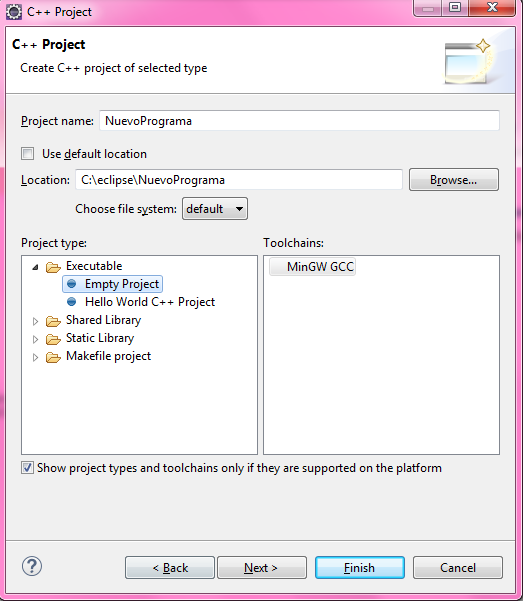 C++ Project
C++ Project
Create C++ project of selected type
Project name: NuevoPrograma
Use default location
Location: C:\eclipse\NuevoPrograma Browse...
Choose file system: default
Project type: Toolchains:
Executable MinGW GCC
Empty Project
Hello World C++ Project
Shared Library
Static Library
Makefile project
Show project types and toolchains only if they are supported on the platform
? < Back Next > Finish Cancel